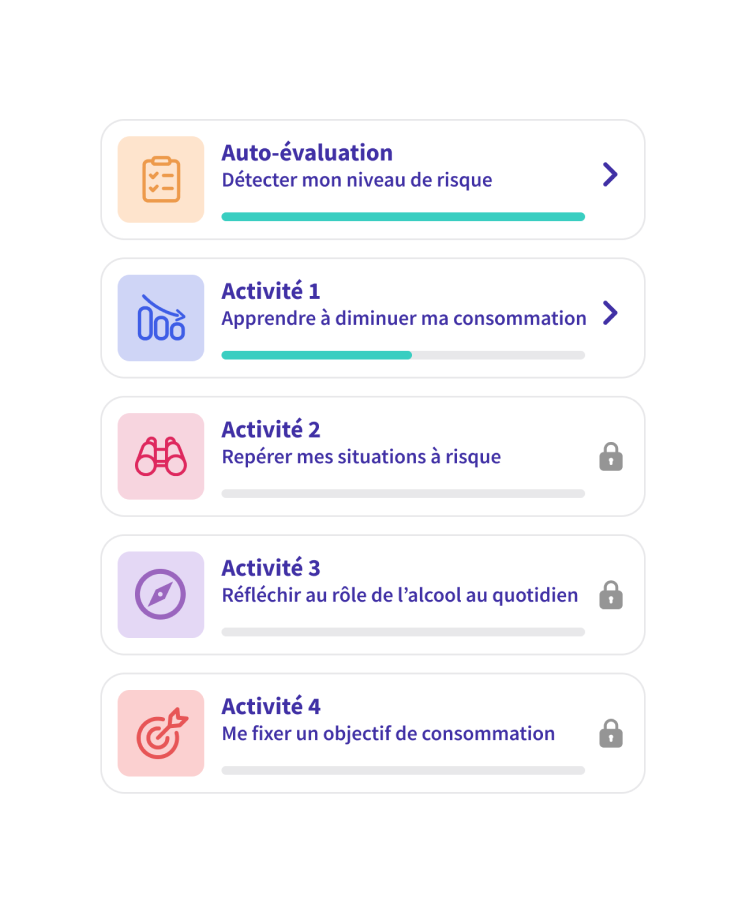 Auto-évaluation
Détecter mon niveau de risque
Activité 1
Apprendre à diminuer ma consommation
Activité 2
Repérer mes situations à risque
Activité 3
Réfléchir au rôle de l’alcool au quotidien
Activité 4
Me fixer un objectif de consommation